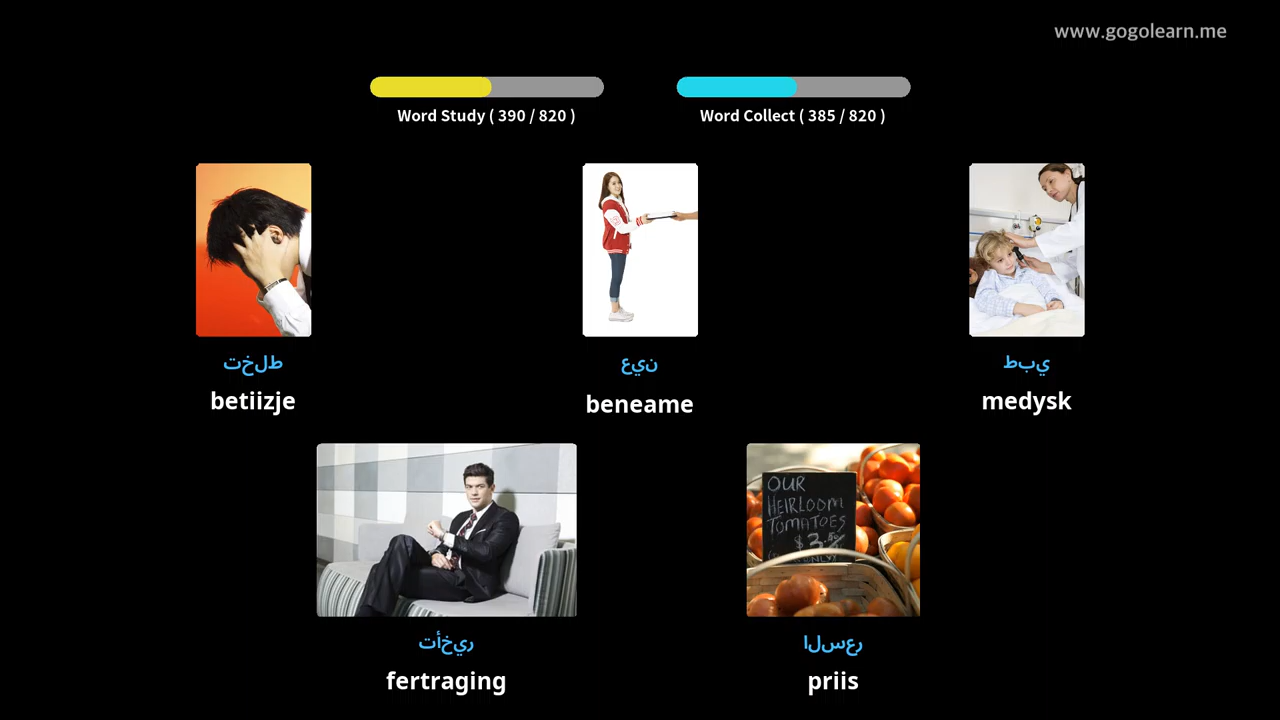 www.gogolearn.me
Word Study ( 390 / 820 )
Word Collect ( 385 / 820 )
تخلط
betiizje
عين
beneame
طبي
medysk
تأخير
fertraging
OUR
HEIRLOOM
TOMATOES
السعر
priis